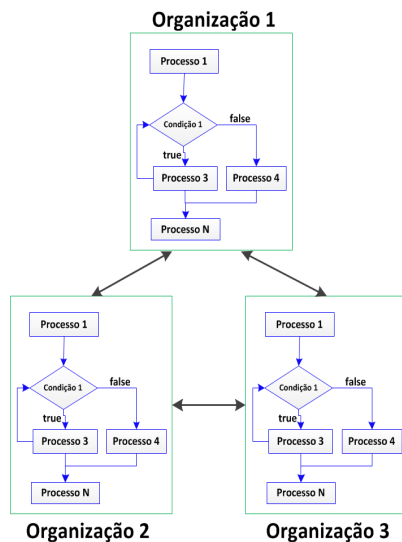 Organização 1
Processo 1
Condição 1
false
true
Processo 3
Processo 4
Processo N
Processo 1
Condição 1
false
true
Processo 3
Processo 4
Processo N
Organização 2
Processo 1
Condição 1
false
true
Processo 3
Processo 4
Processo N
Organização 3